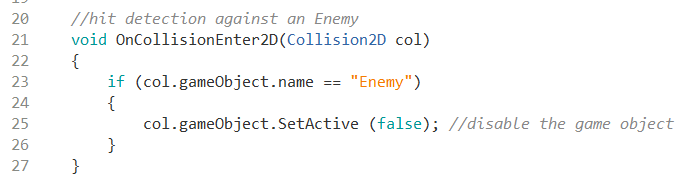 20 //hit detection against an Enemy
21 void OnCollisionEnter2D(Collision2D col)
22 {
23 if (col.gameObject.name == "Enemy")
24 {
25 col.gameObject.SetActive (false); //disable the game object
26 }
27 }